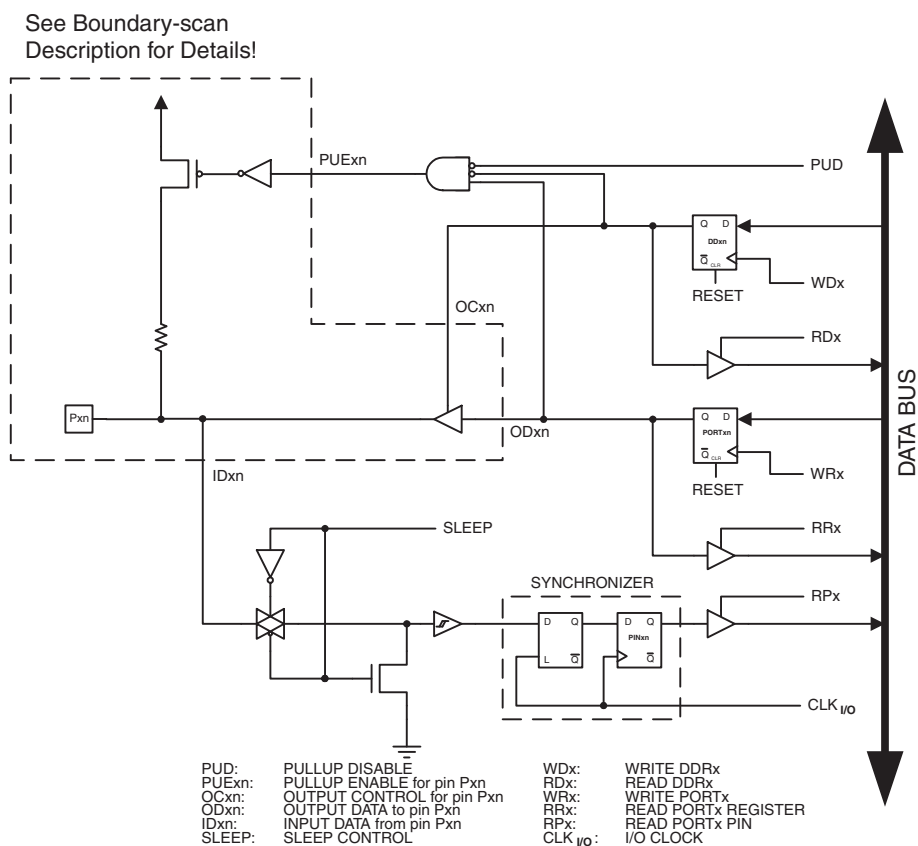 See Boundary-scan
Description for Details!
PUExn
PUD
Q D
DDxn
Q CLR
WDx
RESET
OCxn
RDx
Pxn
ODxn
Q D
PORTxn
Q CLR
WRx
RESET
IDxn
RRx
SLEEP
SYNCHRONIZER
RPx
D Q
L Q
D Q
PINxn
Q
CLK I/O
DATA BUS
PUD: PULLUP DISABLE
PUExn: PULLUP ENABLE for pin Pxn
OCxn: OUTPUT CONTROL for pin Pxn
ODxn: OUTPUT DATA to pin Pxn
IDxn: INPUT DATA from pin Pxn
SLEEP: SLEEP CONTROL
WDx: WRITE DDRx
RDx: READ DDRx
WRx: WRITE PORTx
RRx: READ PORTx REGISTER
RPx: READ PORTx PIN
CLK I/O: I/O CLOCK